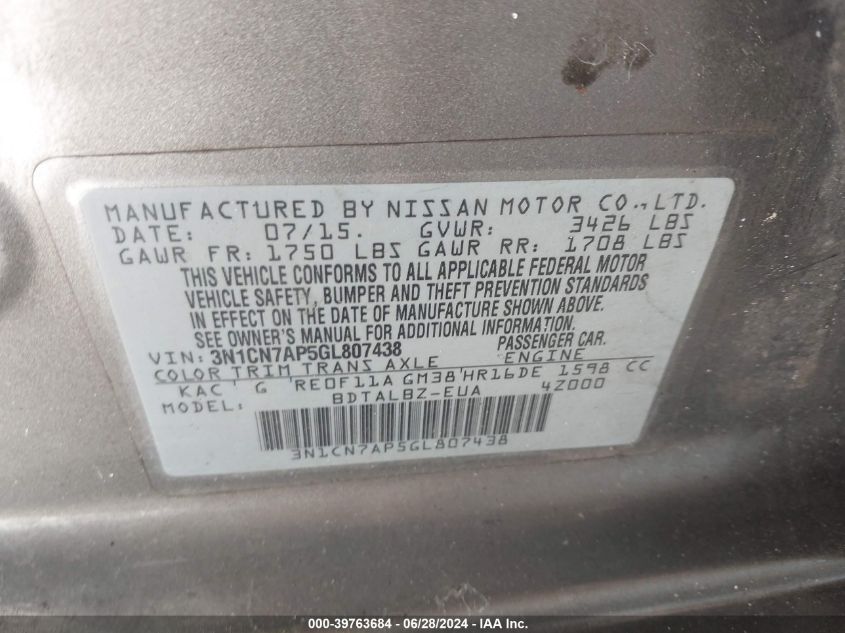 MANUFACTURED BY NISSAN MOTOR CO., LTD.
DATE: 07/15. GVWR: 3426 LBS
GAWR FR: 1750 LBS GAWR RR: 1708 LBS
THIS VEHICLE CONFORMS TO ALL APPLICABLE FEDERAL MOTOR
VEHICLE SAFETY, BUMPER AND THEFT PREVENTION STANDARDS
IN EFFECT ON THE DATE OF MANUFACTURE SHOWN ABOVE.
SEE OWNER'S MANUAL FOR ADDITIONAL INFORMATION.
VIN: 3N1CN7AP5GL807438 PASSENGER CAR.
COLOR TRIM TRANS AXLE ENGINE
KAC ' G 'RE0F11A GM38'HR16DE 1598 CC
MODEL: BDTALBZ-EUA 4Z000
3N1CN7AP5GL807438
000-39763684 / 06/28/2024 - IAA Inc.